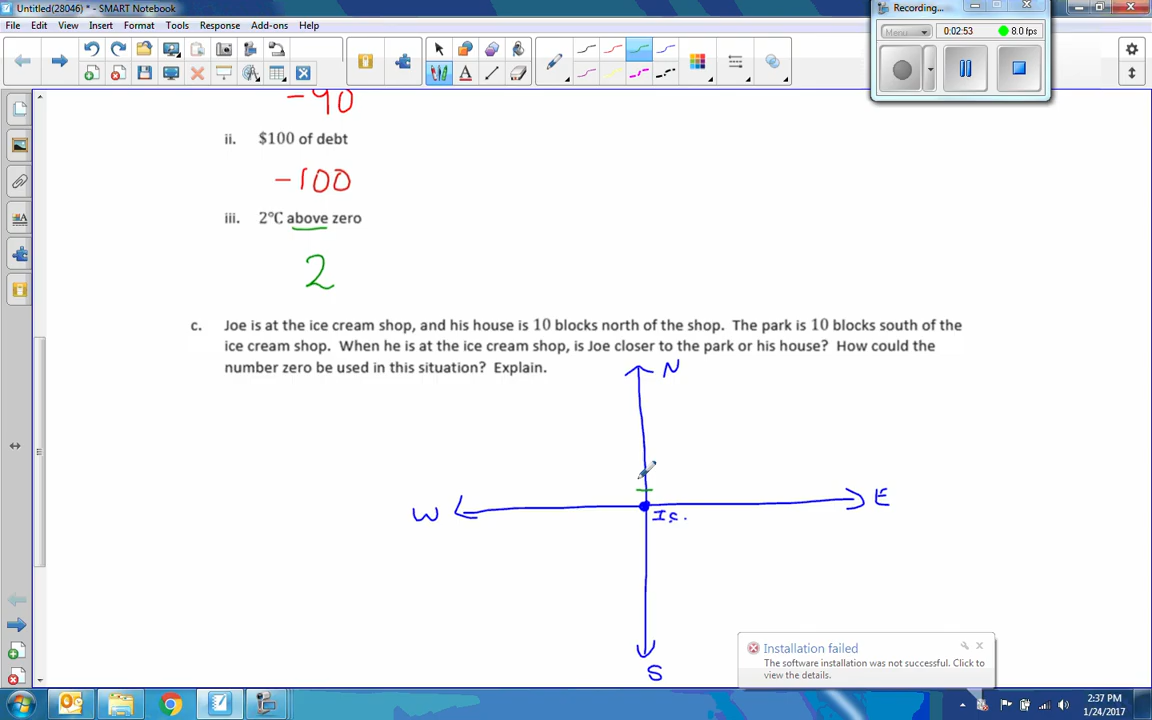 Untitled(28046) * - SMART Notebook
File Edit View Insert Format Tools Response Add-ons Help
Recording...
Menu 0:02:53 8.0 fps
-40
ii. $100 of debt
-100
iii. 2°C above zero
2
c. Joe is at the ice cream shop, and his house is 10 blocks north of the shop. The park is 10 blocks south of the
ice cream shop. When he is at the ice cream shop, is Joe closer to the park or his house? How could the
number zero be used in this situation? Explain.
N
W
E
I.c.
S
Installation failed
The software installation was not successful. Click to
view the details.
2:37 PM
1/24/2017